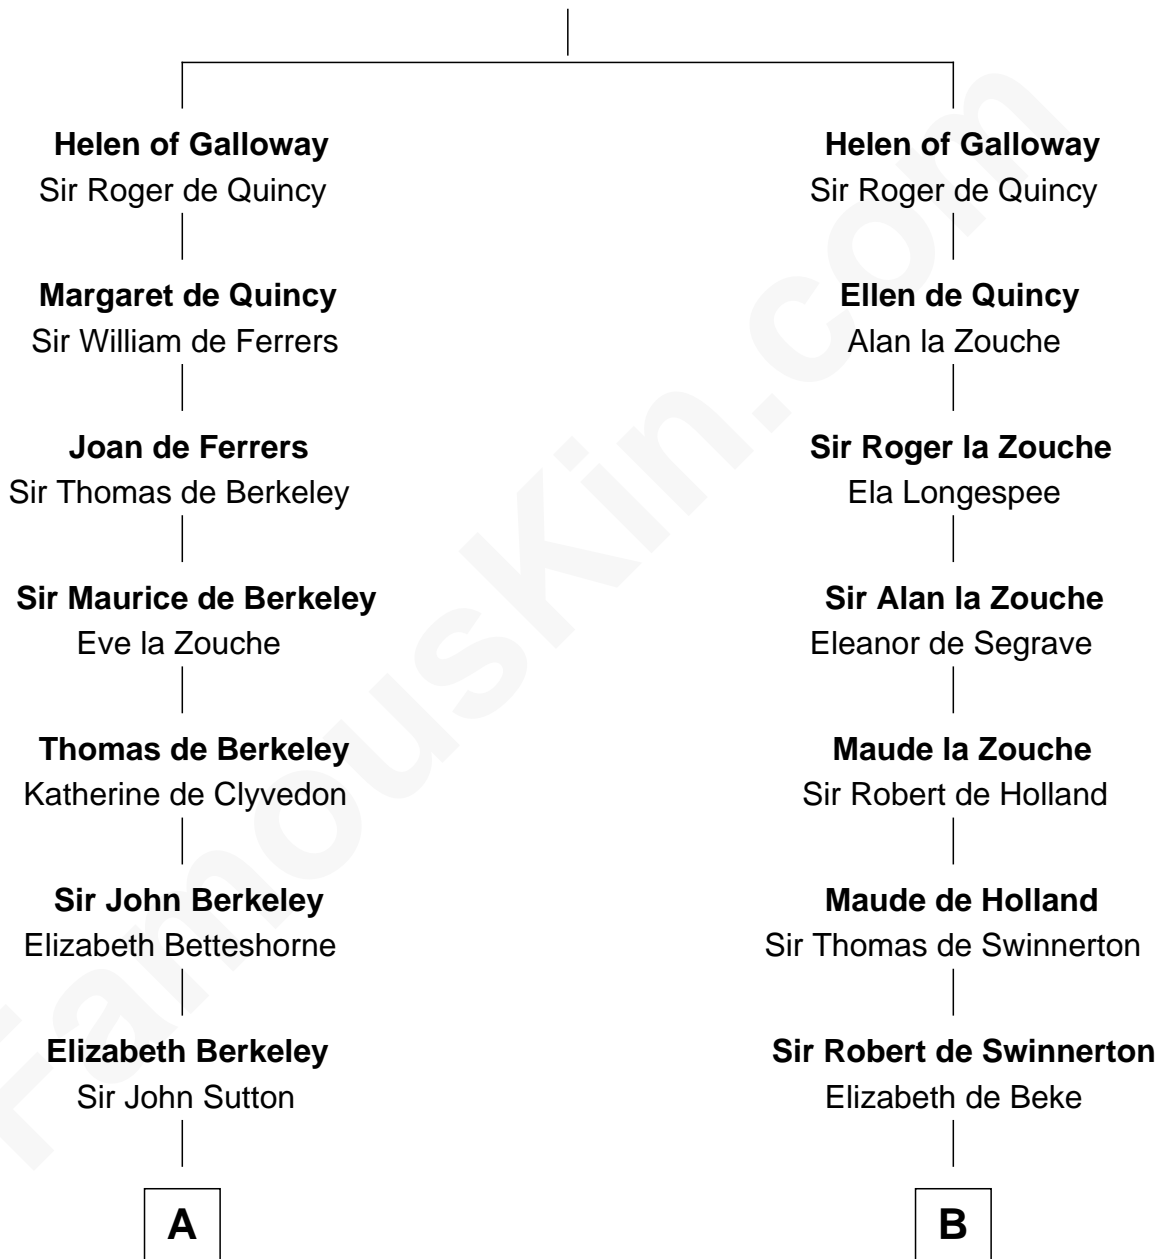 Helen of Galloway
Sir Roger de Quincy
Margaret de Quincy
Sir William de Ferrers
Joan de Ferrers
Sir Thomas de Berkeley
Sir Maurice de Berkeley
Eve la Zouche
Thomas de Berkeley
Katherine de Clyvedon
Sir John Berkeley
Elizabeth Betteshorne
Elizabeth Berkeley
Sir John Sutton
A
Helen of Galloway
Sir Roger de Quincy
Ellen de Quincy
Alan la Zouche
Sir Roger la Zouche
Ela Longespee
Sir Alan la Zouche
Eleanor de Segrave
Maude la Zouche
Sir Robert de Holland
Maude de Holland
Sir Thomas de Swinnerton
Sir Robert de Swinnerton
Elizabeth de Beke
B
FamousKin.com